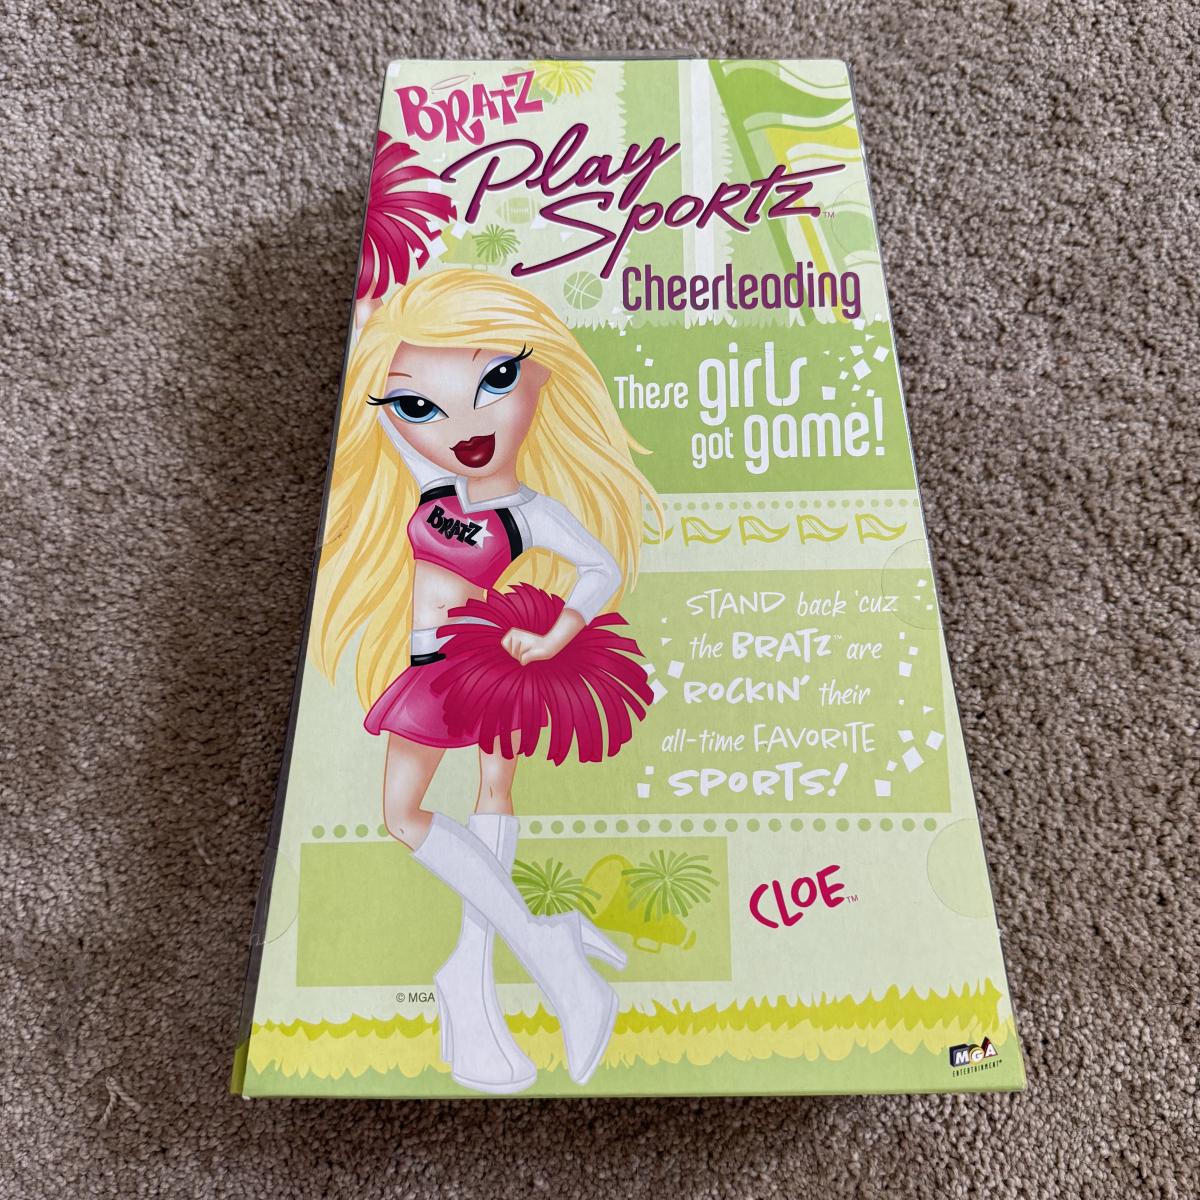 BRATZ
Play
Sportz™
Cheerleading
These girls
got game!
BRATZ
STAND back 'cuz
the BRATZ™ are
ROCKIN' their
all-time FAVORITE
SPORTS!
CLOE™
© MGA
MGA
ENTERTAINMENT®